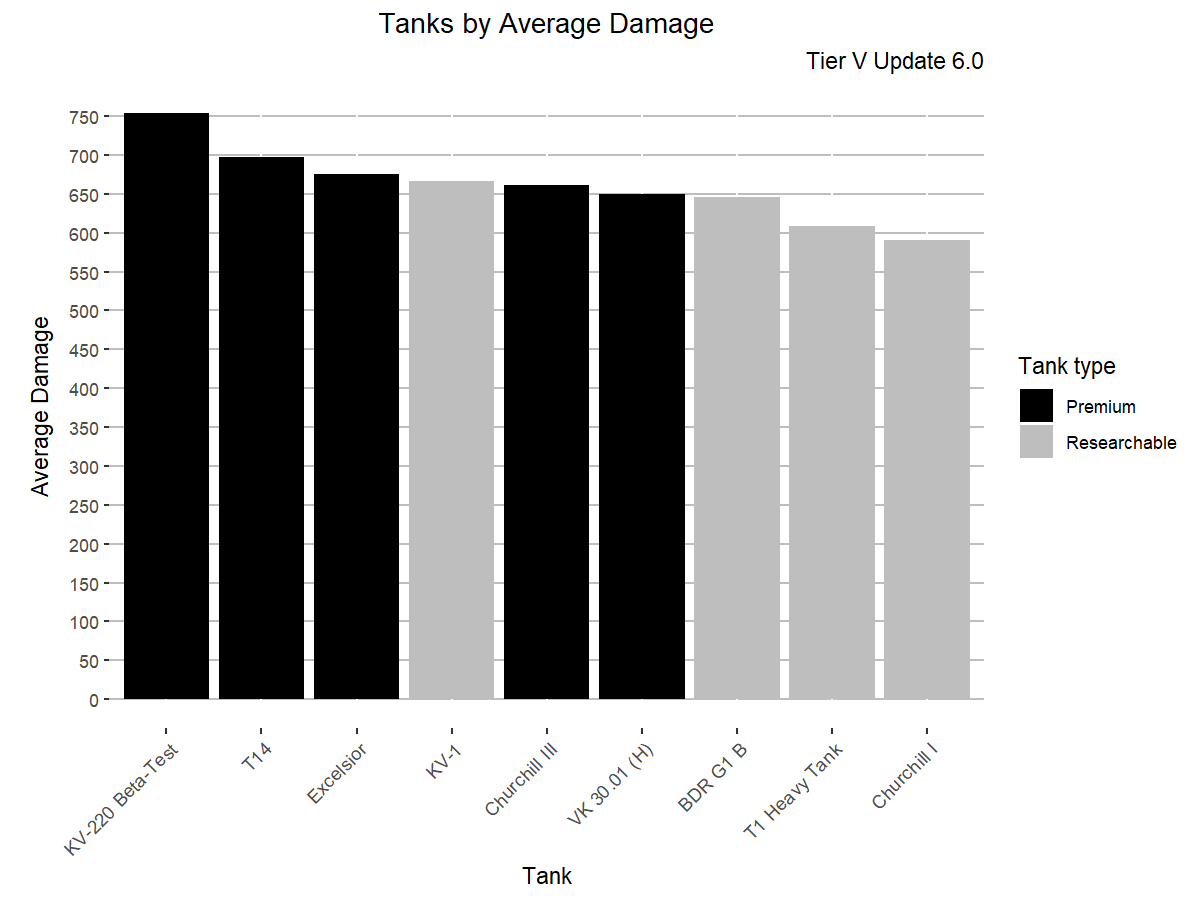 Tanks by Average Damage
Tier V Update 6.0
Average Damage
750
700
650
600
550
500
450
400
350
300
250
200
150
100
50
0
KV-220 Beta-Test
T14
Excelsior
KV-1
Churchill III
VK 30.01 (H)
BDR G1 B
T1 Heavy Tank
Churchill I
Tank
Tank type
Premium
Researchable